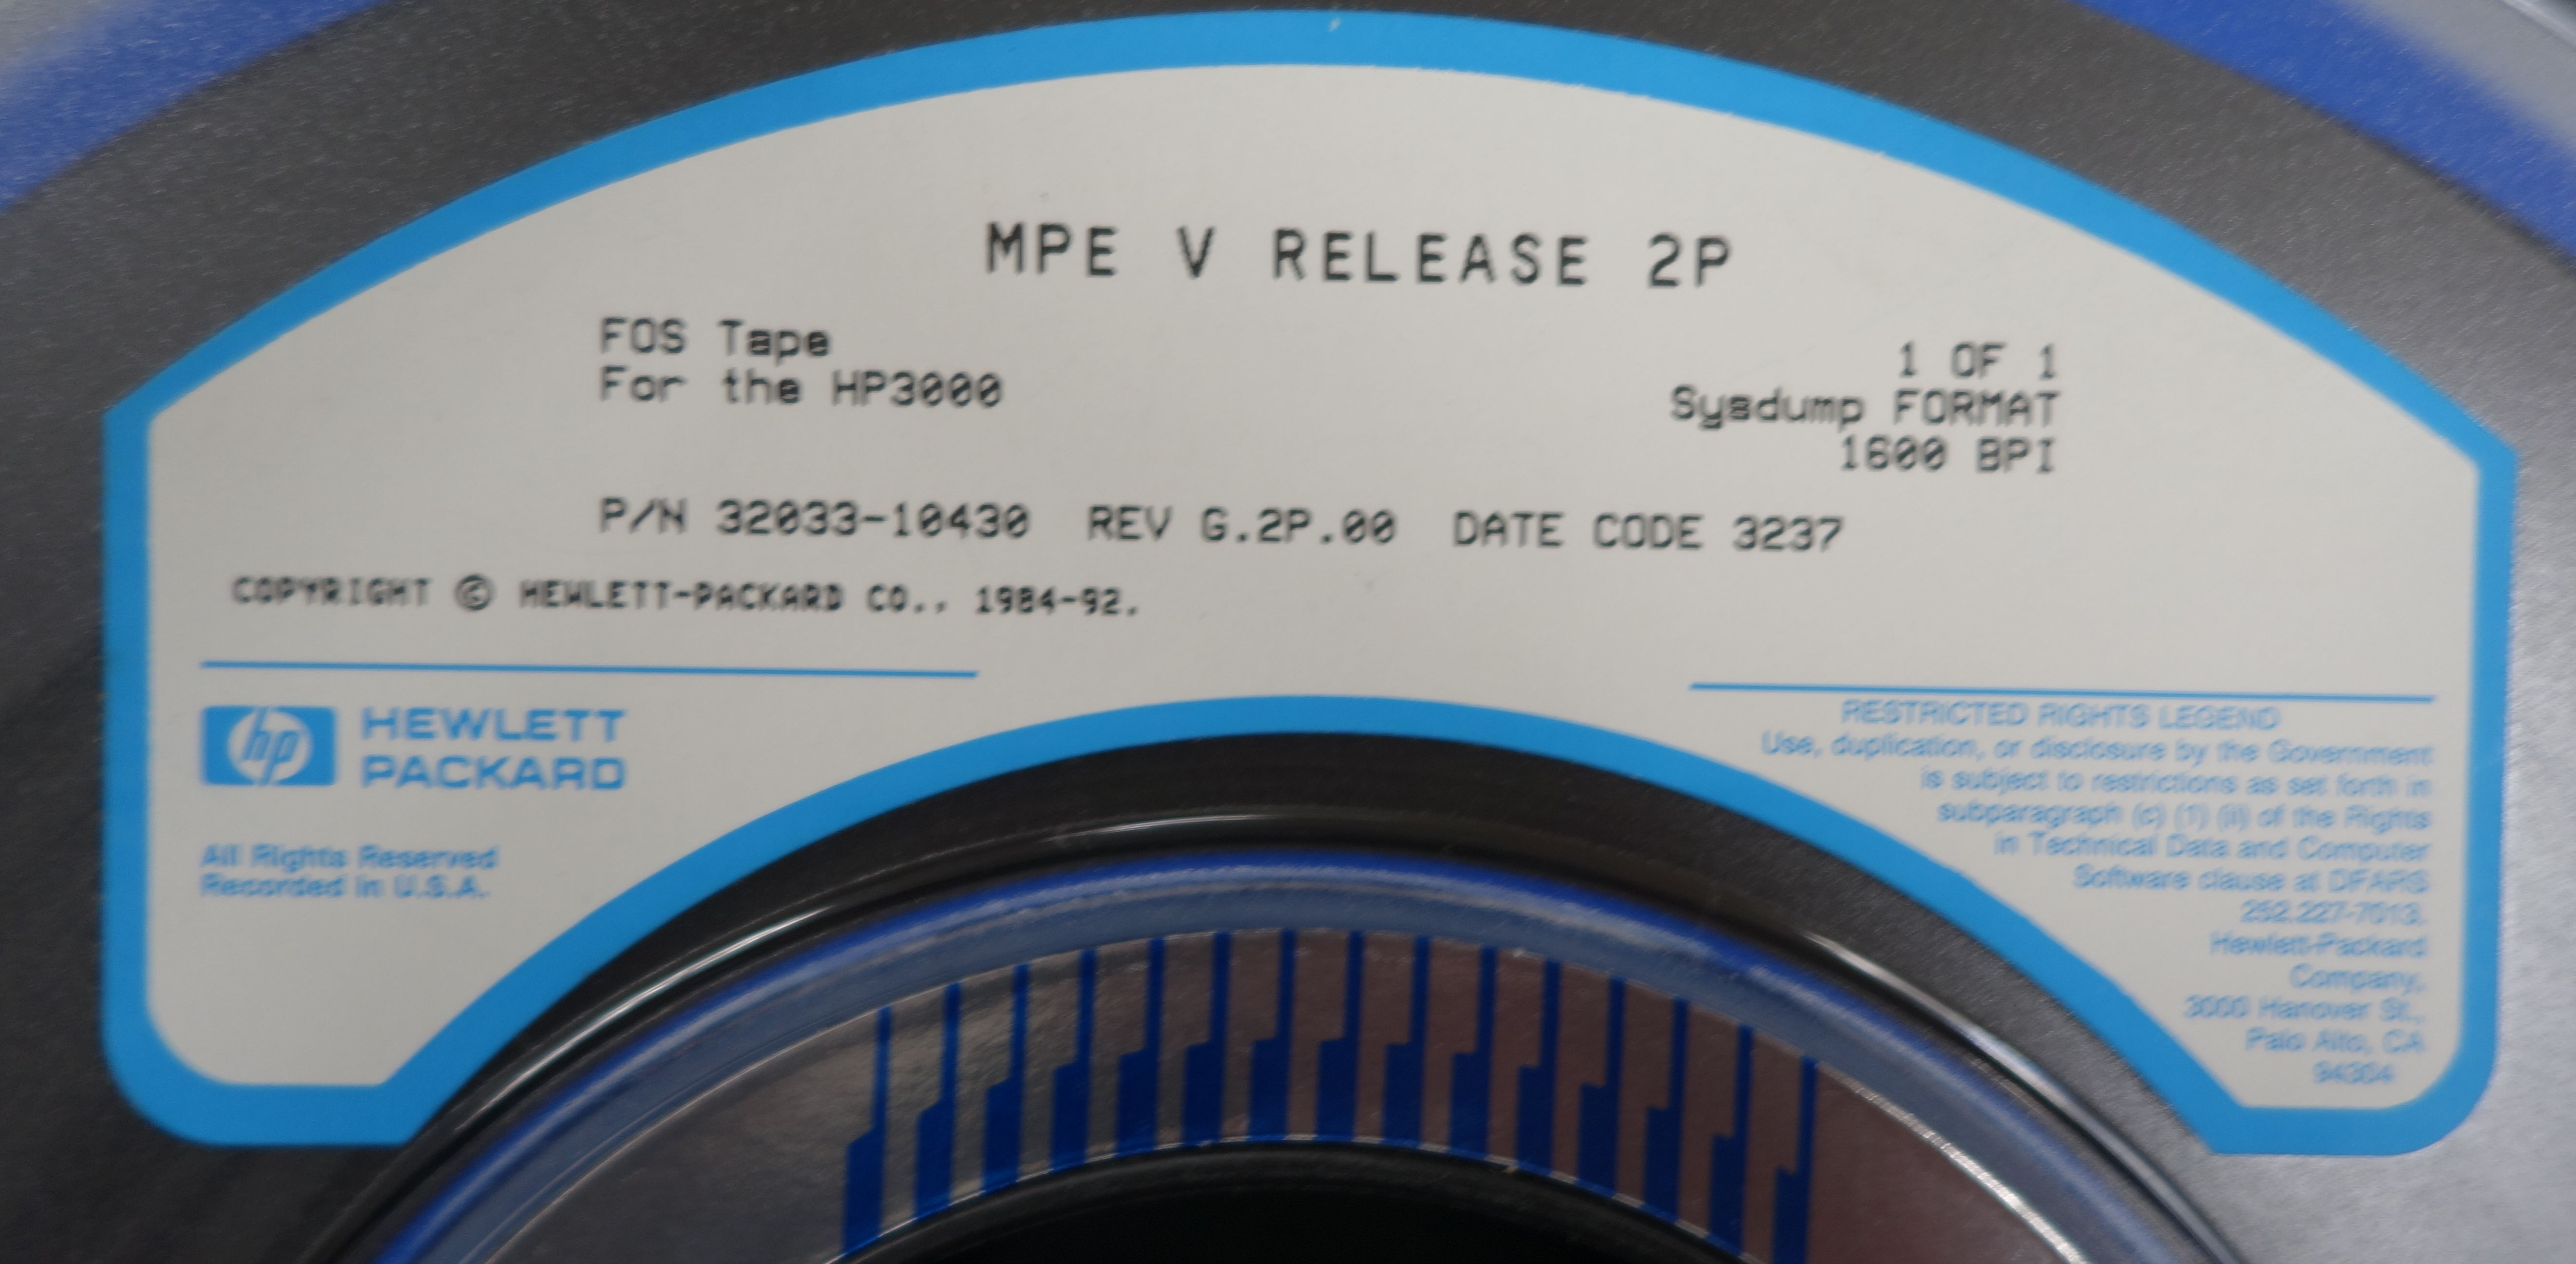 MPE V RELEASE 2P
FOS Tape
For the HP3000
1 OF 1
Sysdump FORMAT
1600 BPI
P/N 32033-10430 REV G.2P.00 DATE CODE 3237
COPYRIGHT © HEWLETT-PACKARD CO., 1984-92.
hp HEWLETT
PACKARD
All Rights Reserved
Recorded in U.S.A.
RESTRICTED RIGHTS LEGEND
Use, duplication, or disclosure by the Government
is subject to restrictions as set forth in
subparagraph (c) (1) (ii) of the Rights
in Technical Data and Computer
Software clause at DFARS
252.227-7013.
Hewlett-Packard
Company,
3000 Hanover St.,
Palo Alto, CA
94304